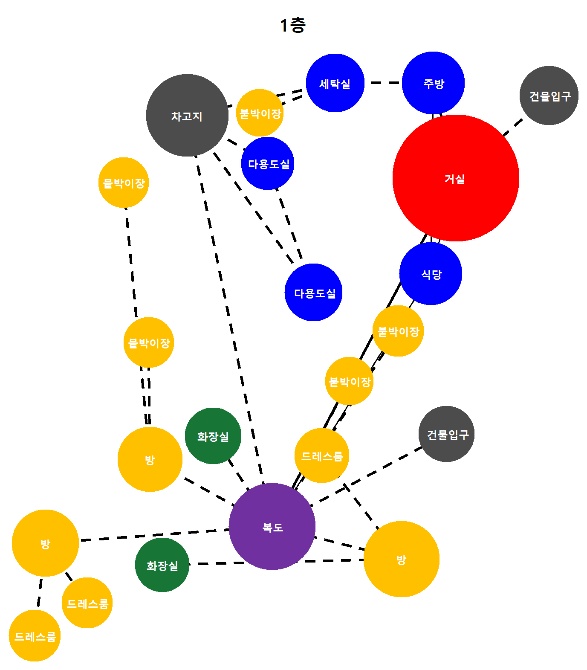 1층
세탁실
주방
건물입구
차고지
붙박이장
다용도실
거실
붙박이장
식당
다용도실
붙박이장
붙박이장
붙박이장
화장실
건물입구
드레스룸
방
복도
방
화장실
방
드레스룸
드레스룸